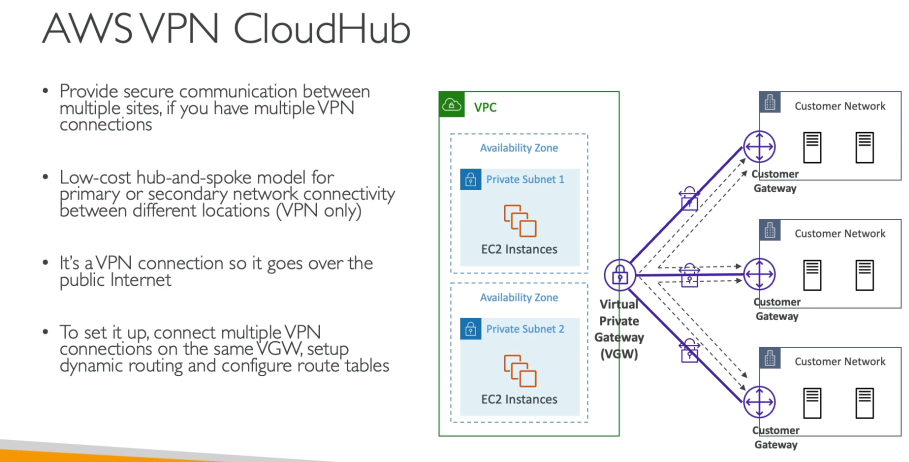 AWS VPN CloudHub
• Provide secure communication between
multiple sites, if you have multiple VPN
connections
• Low-cost hub-and-spoke model for
primary or secondary network connectivity
between different locations (VPN only)
• It's a VPN connection so it goes over the
public Internet
• To set it up, connect multiple VPN
connections on the same VGW, setup
dynamic routing and configure route tables
VPC
Availability Zone
Private Subnet 1
EC2 Instances
Availability Zone
Private Subnet 2
EC2 Instances
Virtual
Private
Gateway
(VGW)
Customer Network
Customer
Gateway
Customer Network
Customer
Gateway
Customer Network
Customer
Gateway